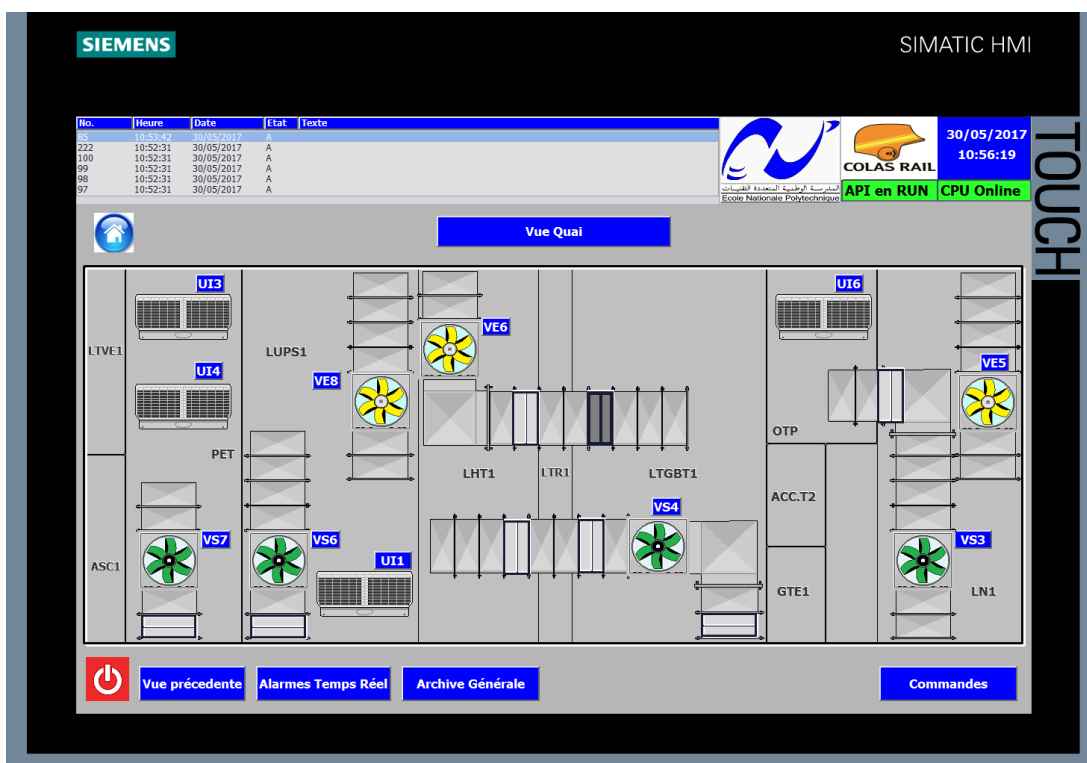 SIEMENS
SIMATIC HMI
TOUCH
No. Heure Date Etat Texte
85 10:53:42 30/05/2017 A
222 10:52:31 30/05/2017 A
100 10:52:31 30/05/2017 A
99 10:52:31 30/05/2017 A
98 10:52:31 30/05/2017 A
97 10:52:31 30/05/2017 A
المدرسة الوطنية المتعددة التقنيات
Ecole Nationale Polytechnique
COLAS RAIL
30/05/2017
10:56:19
API en RUN
CPU Online
Vue Quai
UI3
UI6
VE6
LTVE1
LUPS1
VE5
UI4
VE8
OTP
PET
LHT1
LTR1
LTGBT1
ACC.T2
VS4
VS7
VS6
VS3
UI1
ASC1
GTE1
LN1
Vue précedente
Alarmes Temps Réel
Archive Générale
Commandes